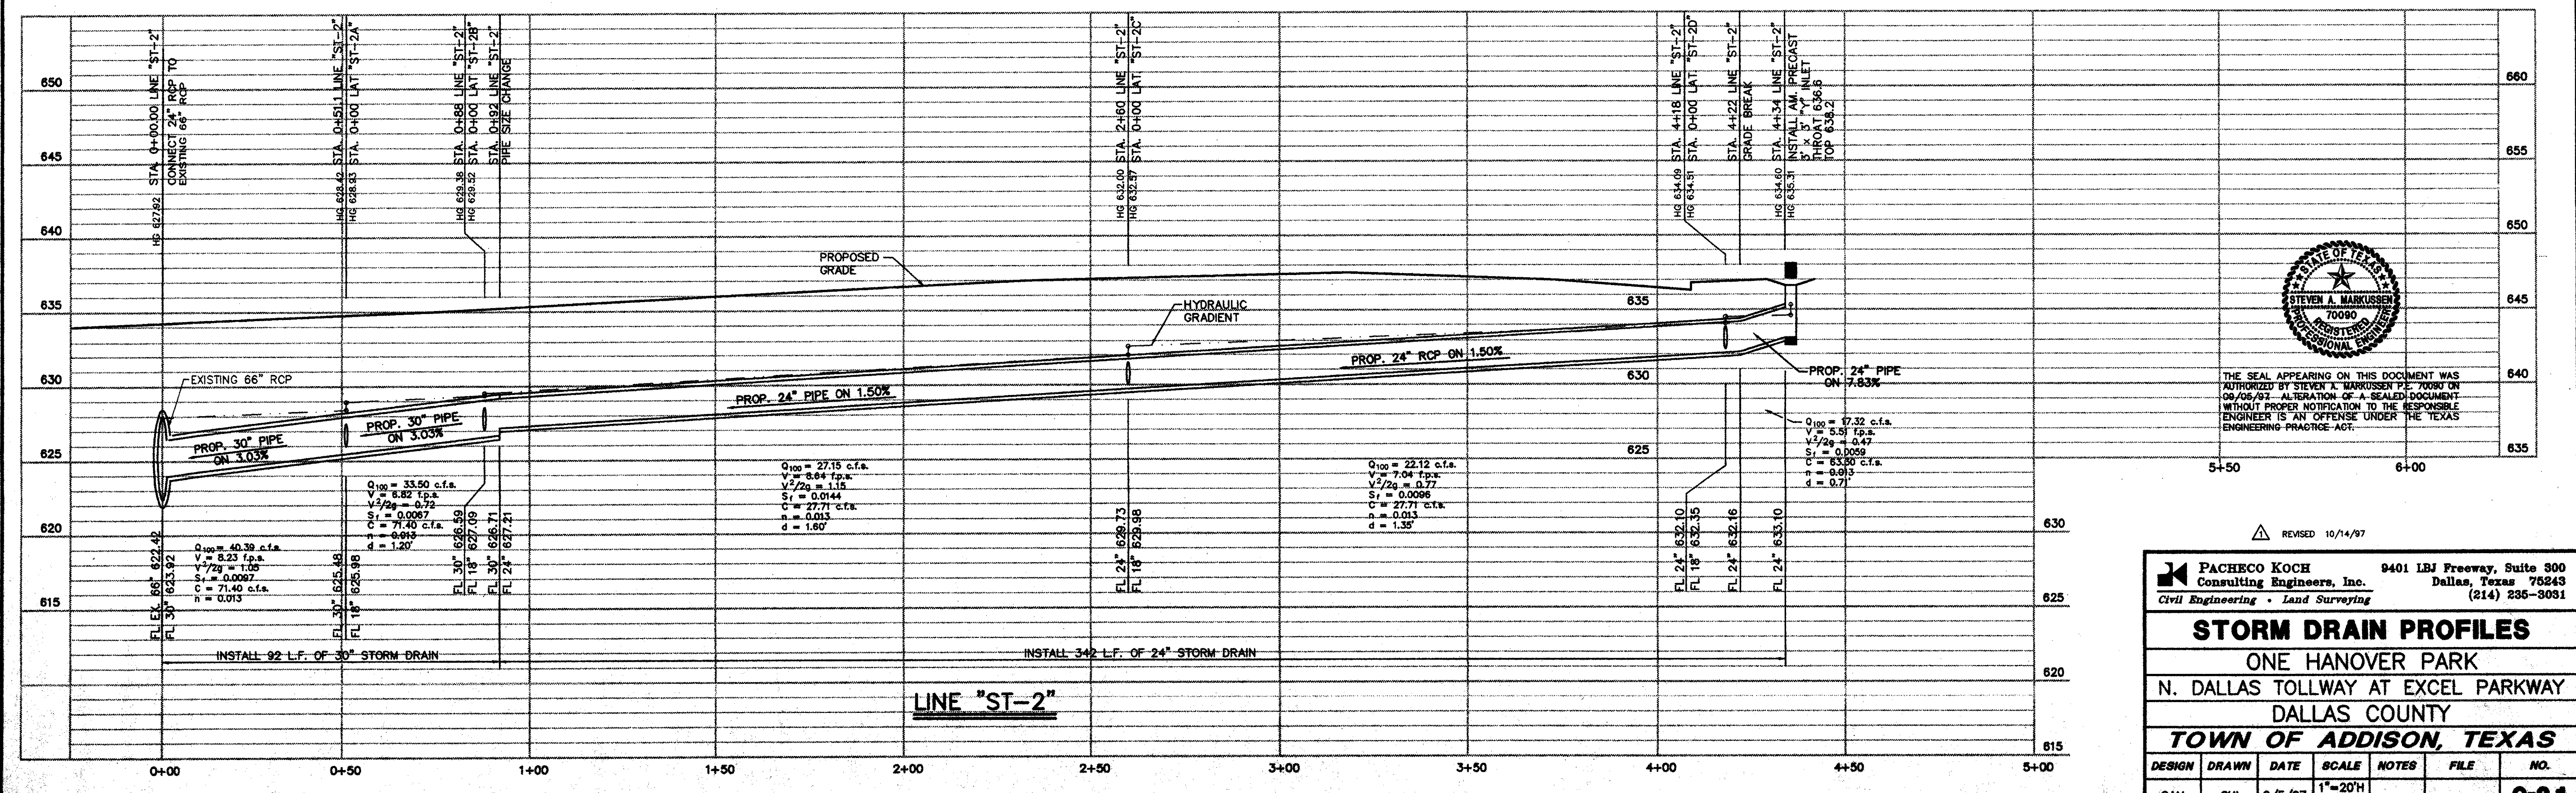 650
645
640
635
630
625
620
615
HG 627.92 STA. 0+00.00 LINE "ST-2"
CONNECT 24" RCP TO
EXISTING 66" RCP
HG 628.42 STA. 0+51.1 LINE "ST-2"
HG 628.93 STA. 0+00 LAT "ST-2A"
HG 629.38 STA. 0+88 LINE "ST-2"
HG 629.52 STA. 0+00 LAT "ST-2B"
STA. 0+92 LINE "ST-2"
PIPE SIZE CHANGE
HG 632.00 STA. 2+60 LINE "ST-2"
HG 632.57 STA. 0+00 LAT. "ST-2C"
HG 634.09 STA. 4+18 LINE "ST-2"
HG 634.51 STA. 0+00 LAT. "ST-2D"
STA. 4+22 LINE "ST-2"
GRADE BREAK
HG 634.60 STA. 4+34 LINE "ST-2"
HG 635.31 INSTALL AM. PRECAST
3' x 3' "Y" INLET
THROAT 636.6
TOP 638.2
PROPOSED
GRADE
HYDRAULIC
GRADIENT
EXISTING 66" RCP
PROP. 30" PIPE
ON 3.03%
PROP. 30" PIPE
ON 3.03%
PROP. 24" PIPE ON 1.50%
PROP. 24" RCP ON 1.50%
PROP. 24" PIPE
ON 7.83%
635
630
625
Q100 = 40.39 c.f.s.
V = 8.23 f.p.s.
V²/2g = 1.05
Sf = 0.0097
C = 71.40 c.f.s.
n = 0.013
Q100 = 33.50 c.f.s.
V = 6.82 f.p.s.
V²/2g = 0.72
Sf = 0.0067
C = 71.40 c.f.s.
n = 0.013
d = 1.20'
Q100 = 27.15 c.f.s.
V = 8.64 f.p.s.
V²/2g = 1.15
Sf = 0.0144
C = 27.71 c.f.s.
n = 0.013
d = 1.60'
Q100 = 22.12 c.f.s.
V = 7.04 f.p.s.
V²/2g = 0.77
Sf = 0.0096
C = 27.71 c.f.s.
n = 0.013
d = 1.35'
Q100 = 17.32 c.f.s.
V = 5.51 f.p.s.
V²/2g = 0.47
Sf = 0.0059
C = 63.50 c.f.s.
n = 0.013
d = 0.71'
FL EX. 66" 622.42
FL 30" 623.92
FL 30" 625.48
FL 18" 625.98
FL 30" 626.59
FL 18" 627.09
FL 30" 626.71
FL 24" 627.21
FL 24" 629.73
FL 18" 629.98
FL 24" 632.10
FL 18" 632.35
FL 24" 632.16
FL 24" 633.10
INSTALL 92 L.F. OF 30" STORM DRAIN
INSTALL 342 L.F. OF 24" STORM DRAIN
LINE "ST-2"
0+00 0+50 1+00 1+50 2+00 2+50 3+00 3+50 4+00 4+50 5+00
630
625
620
615
660
655
650
645
640
635
5+50 6+00
STATE OF TEXAS
STEVEN A. MARKUSSEN
70090
REGISTERED
PROFESSIONAL ENGINEER
THE SEAL APPEARING ON THIS DOCUMENT WAS
AUTHORIZED BY STEVEN A. MARKUSSEN P.E. 70090 ON
09/05/97. ALTERATION OF A SEALED DOCUMENT
WITHOUT PROPER NOTIFICATION TO THE RESPONSIBLE
ENGINEER IS AN OFFENSE UNDER THE TEXAS
ENGINEERING PRACTICE ACT.
1 REVISED 10/14/97
PACHECO KOCH
Consulting Engineers, Inc.
Civil Engineering • Land Surveying
9401 LBJ Freeway, Suite 300
Dallas, Texas 75243
(214) 235-3031
STORM DRAIN PROFILES
ONE HANOVER PARK
N. DALLAS TOLLWAY AT EXCEL PARKWAY
DALLAS COUNTY
TOWN OF ADDISON, TEXAS
DESIGN DRAWN DATE SCALE NOTES FILE NO.
1"=20'H